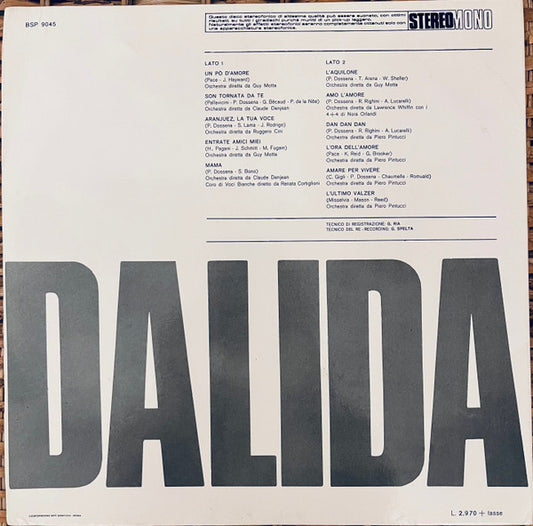 BSP 9045
Questo disco stereofonico di altissima qualità può essere suonato, con ottimi
risultati, su tutti i giradischi purché muniti di un pick-up leggero.
Naturalmente gli effetti stereofonici saranno completamente ottenuti solo con
una apparecchiatura stereofonica.
STEREOMONO
LATO 1
UN PÒ D'AMORE
(Pace - J. Hayward)
Orchestra diretta da Guy Motta
SON TORNATA DA TE
(Pallavicini - P. Dossena - G. Bécaud - P. de la Noë)
Orchestra diretta da Claude Denjean
ARANJUEZ, LA TUA VOCE
(P. Dossena - S. Lama - J. Rodrigo)
Orchestra diretta da Ruggero Cini
ENTRATE AMICI MIEI
(H. Pagani - J. Schmitt - M. Fugain)
Orchestra diretta da Guy Motta
MAMA
(P. Dossena - S. Bono)
Orchestra diretta da Claude Denjean
Coro di Voci Bianche diretto da Renata Cortiglioni
LATO 2
L'AQUILONE
(P. Dossena - T. Arena - W. Sheller)
Orchestra diretta da Guy Motta
AMO L'AMORE
(P. Dossena - R. Righini - A. Lucarelli)
Orchestra diretta da Lawrence Whiffin con i
4+4 di Nora Orlandi
DAN DAN DAN
(P. Dossena - R. Righini - A. Lucarelli)
Orchestra diretta da Piero Pintucci
L'ORA DELL'AMORE
(Pace - K. Reid - G. Brooker)
Orchestra diretta da Piero Pintucci
AMARE PER VIVERE
(C. Gigli - P. Dossena - Chaumelle - Romuald)
Orchestra diretta da Piero Pintucci
L'ULTIMO VALZER
(Misselvia - Mason - Reed)
Orchestra diretta da Piero Pintucci
TECNICO DI REGISTRAZIONE: G. RIA
TECNICO DEL RE-RECORDING: G. SPELTA
DALIDA
L. 2.970 + tasse